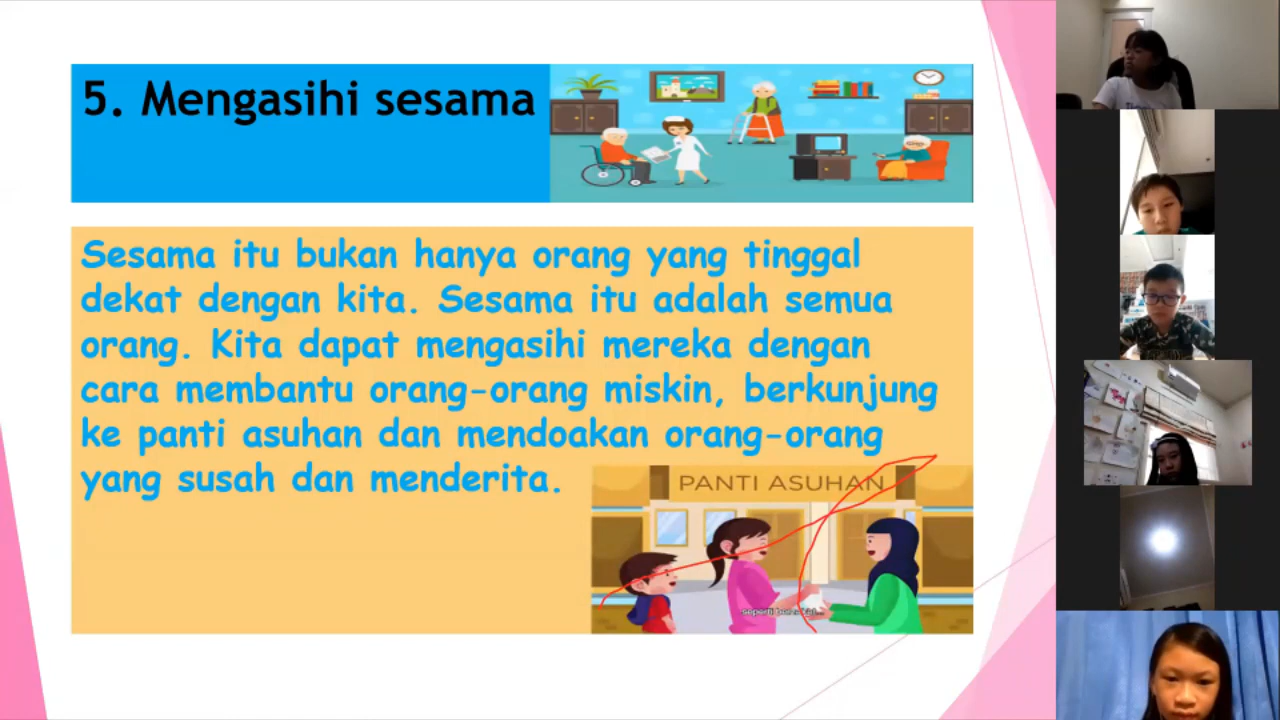 5. Mengasihi sesama
Sesama itu bukan hanya orang yang tinggal
dekat dengan kita. Sesama itu adalah semua
orang. Kita dapat mengasihi mereka dengan
cara membantu orang-orang miskin, berkunjung
ke panti asuhan dan mendoakan orang-orang
yang susah dan menderita.
PANTI ASUHAN
seperti